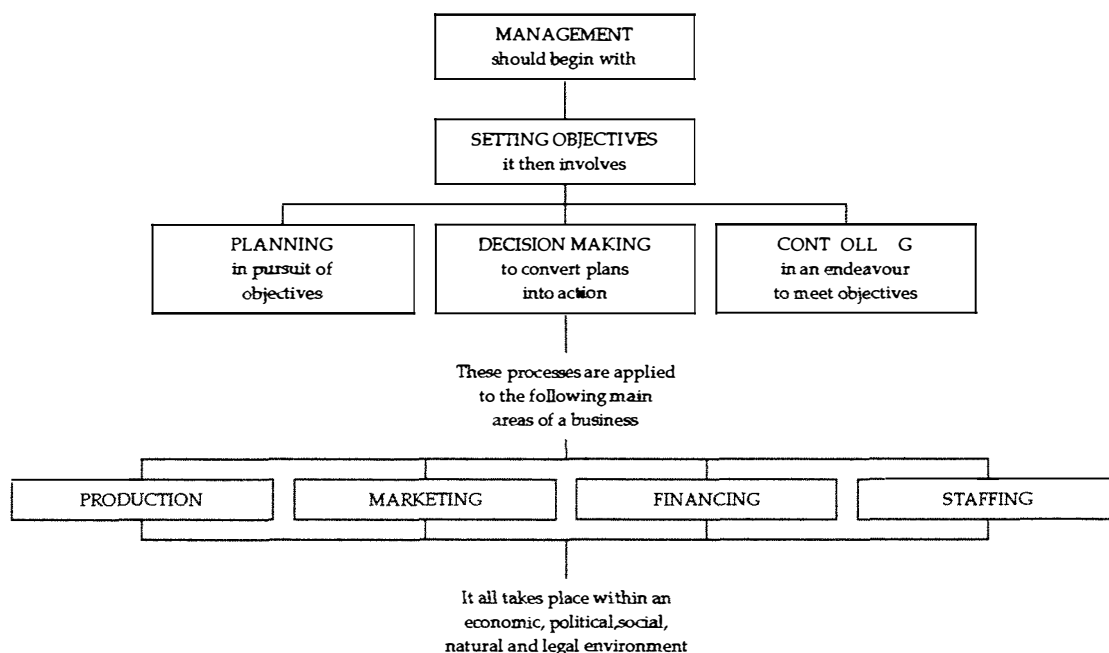 MANAGEMENT
should begin with
SETTING OBJECTIVES
it then involves
PLANNING
in pursuit of
objectives
DECISION MAKING
to convert plans
into action
CONT OLL G
in an endeavour
to meet objectives
These processes are applied
to the following main
areas of a business
PRODUCTION
MARKETING
FINANCING
STAFFING
It all takes place within an
economic, political,social,
natural and legal environment